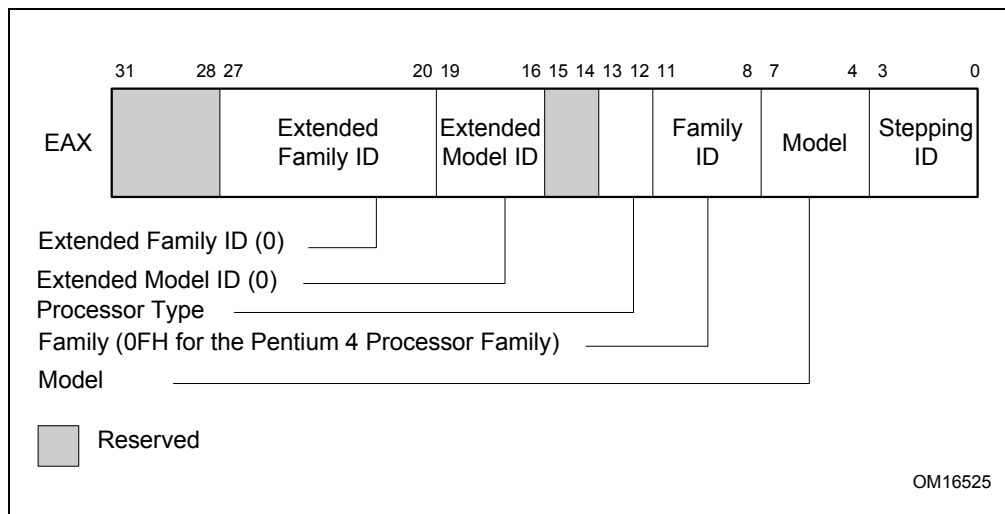 31 28 27 20 19 16 15 14 13 12 11 8 7 4 3 0
EAX
Extended
Family ID
Extended
Model ID
Family
ID
Model
Stepping
ID
Extended Family ID (0)
Extended Model ID (0)
Processor Type
Family (0FH for the Pentium 4 Processor Family)
Model
Reserved
OM16525